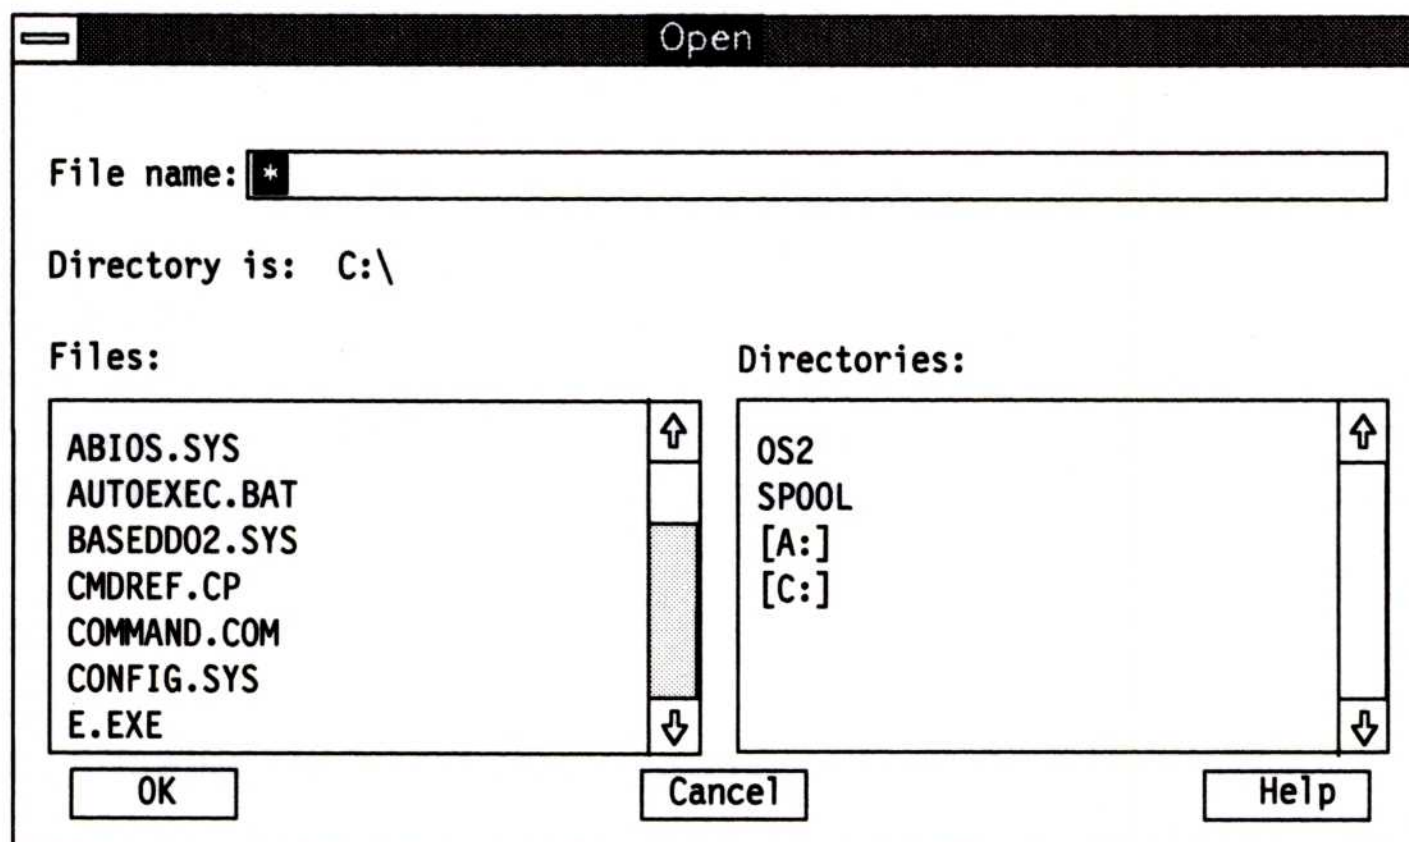 Open
File name: *
Directory is: C:\
Files:
Directories:
ABIOS.SYS
AUTOEXEC.BAT
BASEDD02.SYS
CMDREF.CP
COMMAND.COM
CONFIG.SYS
E.EXE
OS2
SPOOL
[A:]
[C:]
OK
Cancel
Help